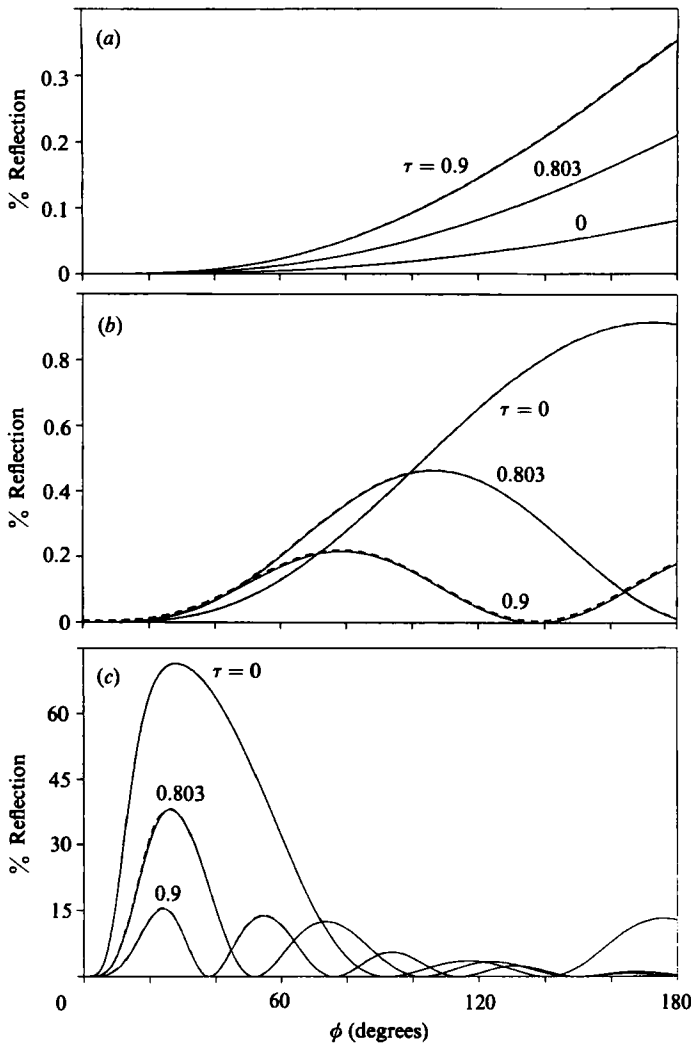 (a)
% Reflection
0.3
0.2
0.1
0
τ = 0.9
0.803
0
(b)
% Reflection
0.8
0.6
0.4
0.2
0
τ = 0
0.803
0.9
(c)
% Reflection
60
45
30
15
τ = 0
0.803
0.9
0 60 120 180
ϕ (degrees)